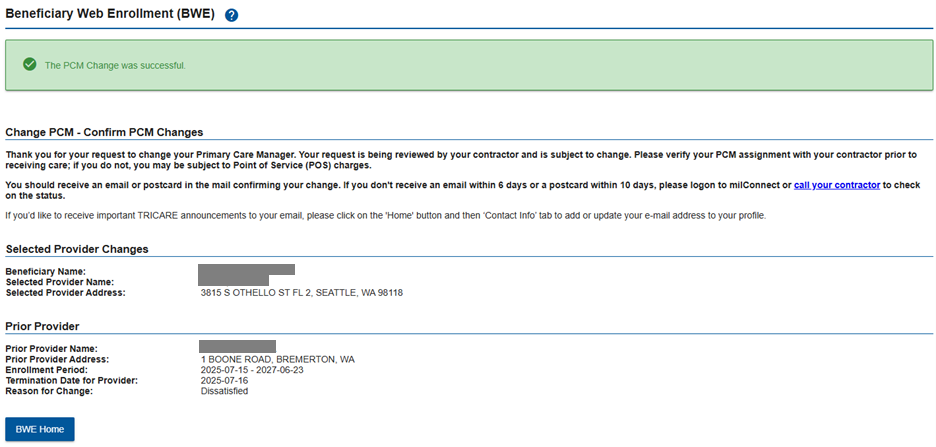 Beneficiary Web Enrollment (BWE) ?
The PCM Change was successful.
Change PCM - Confirm PCM Changes
Thank you for your request to change your Primary Care Manager. Your request is being reviewed by your contractor and is subject to change. Please verify your PCM assignment with your contractor prior to
receiving care; if you do not, you may be subject to Point of Service (POS) charges.
You should receive an email or postcard in the mail confirming your change. If you don't receive an email within 6 days or a postcard within 10 days, please logon to milConnect or call your contractor to check
on the status.
If you'd like to receive important TRICARE announcements to your email, please click on the 'Home' button and then 'Contact Info' tab to add or update your e-mail address to your profile.
Selected Provider Changes
Beneficiary Name:
Selected Provider Name:
Selected Provider Address: 3815 S OTHELLO ST FL 2, SEATTLE, WA 98118
Prior Provider
Prior Provider Name:
Prior Provider Address: 1 BOONE ROAD, BREMERTON, WA
Enrollment Period: 2025-07-15 - 2027-06-23
Termination Date for Provider: 2025-07-16
Reason for Change: Dissatisfied
BWE Home